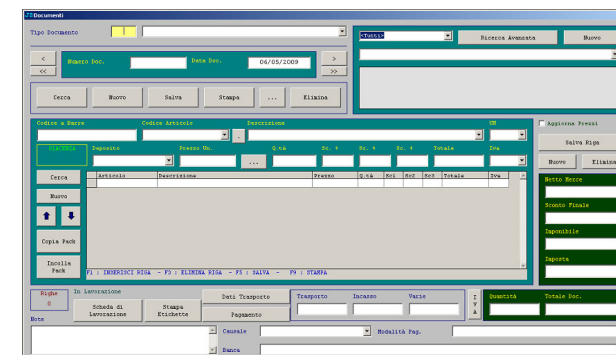 Documenti
Tipo Documento
<Tutti>
Ricerca Avanzata
Nuovo
<
>
Numero Doc.
Data Doc.
06/05/2009
<<
>>
Cerca
Nuovo
Salva
Stampa
...
Elimina
Codice a Barre
Codice Articolo
Descrizione
UM
Aggiorna Prezzi
.
Salva Riga
GIACENZA
Deposito
Prezzo Un.
Q.tà
Sc. +
Sc. +
Sc. +
Totale
Iva
...
Nuovo
Elimina
Cerca
Articolo
Descrizione
Prezzo
Q.tà
Sc1
Sc2
Sc3
Totale
Iva
Netto Merce
Nuovo
Sconto Finale
Imponibile
Copia Pack
Imposta
Incolla
Pack
F1 : INSERISCI RIGA - F3 : ELIMINA RIGA - F5 : SALVA - F9 : STAMPA
Righe
0
In Lavorazione
Scheda di
Lavorazione
Stampa
Etichette
Dati Trasporto
Pagamento
Trasporto
Incasso
Varie
I
V
A
Quantità
Totale Doc.
Note
Causale
Modalità Pag.
Banca